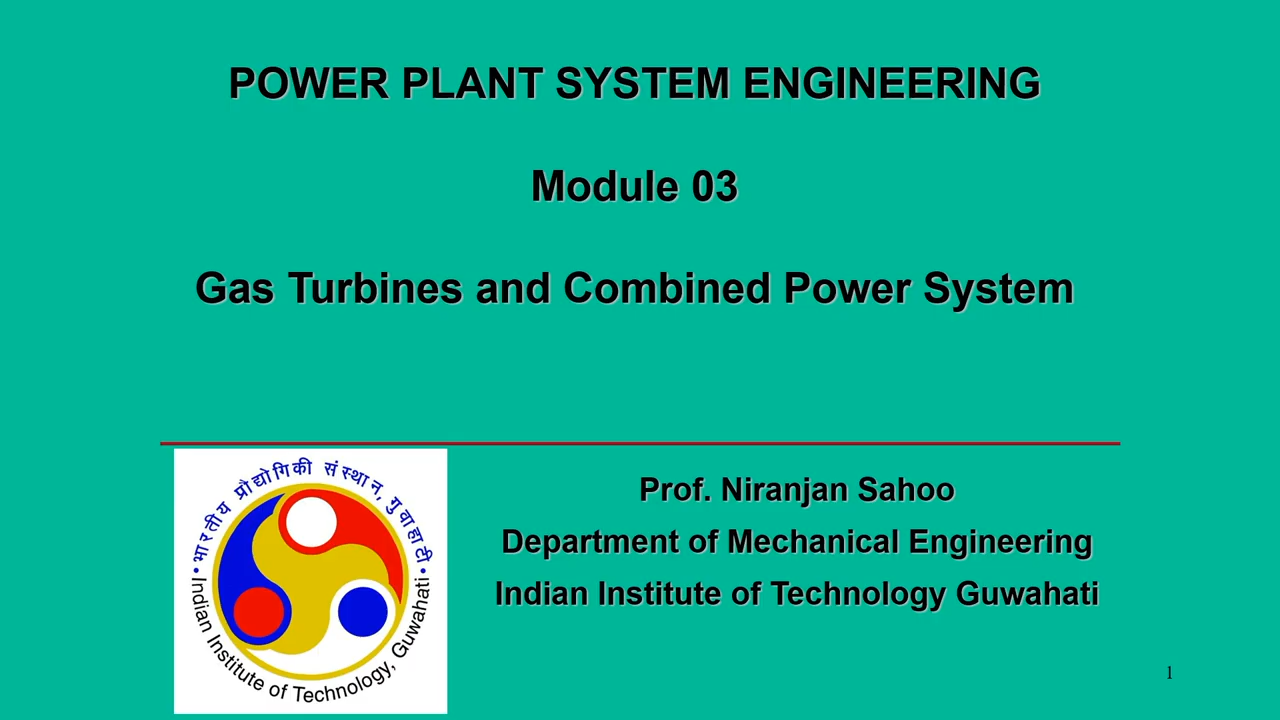 POWER PLANT SYSTEM ENGINEERING
Module 03
Gas Turbines and Combined Power System
भारतीय प्रौद्योगिकी संस्थान, गुवाहाटी
Indian Institute of Technology, Guwahati
Prof. Niranjan Sahoo
Department of Mechanical Engineering
Indian Institute of Technology Guwahati
1